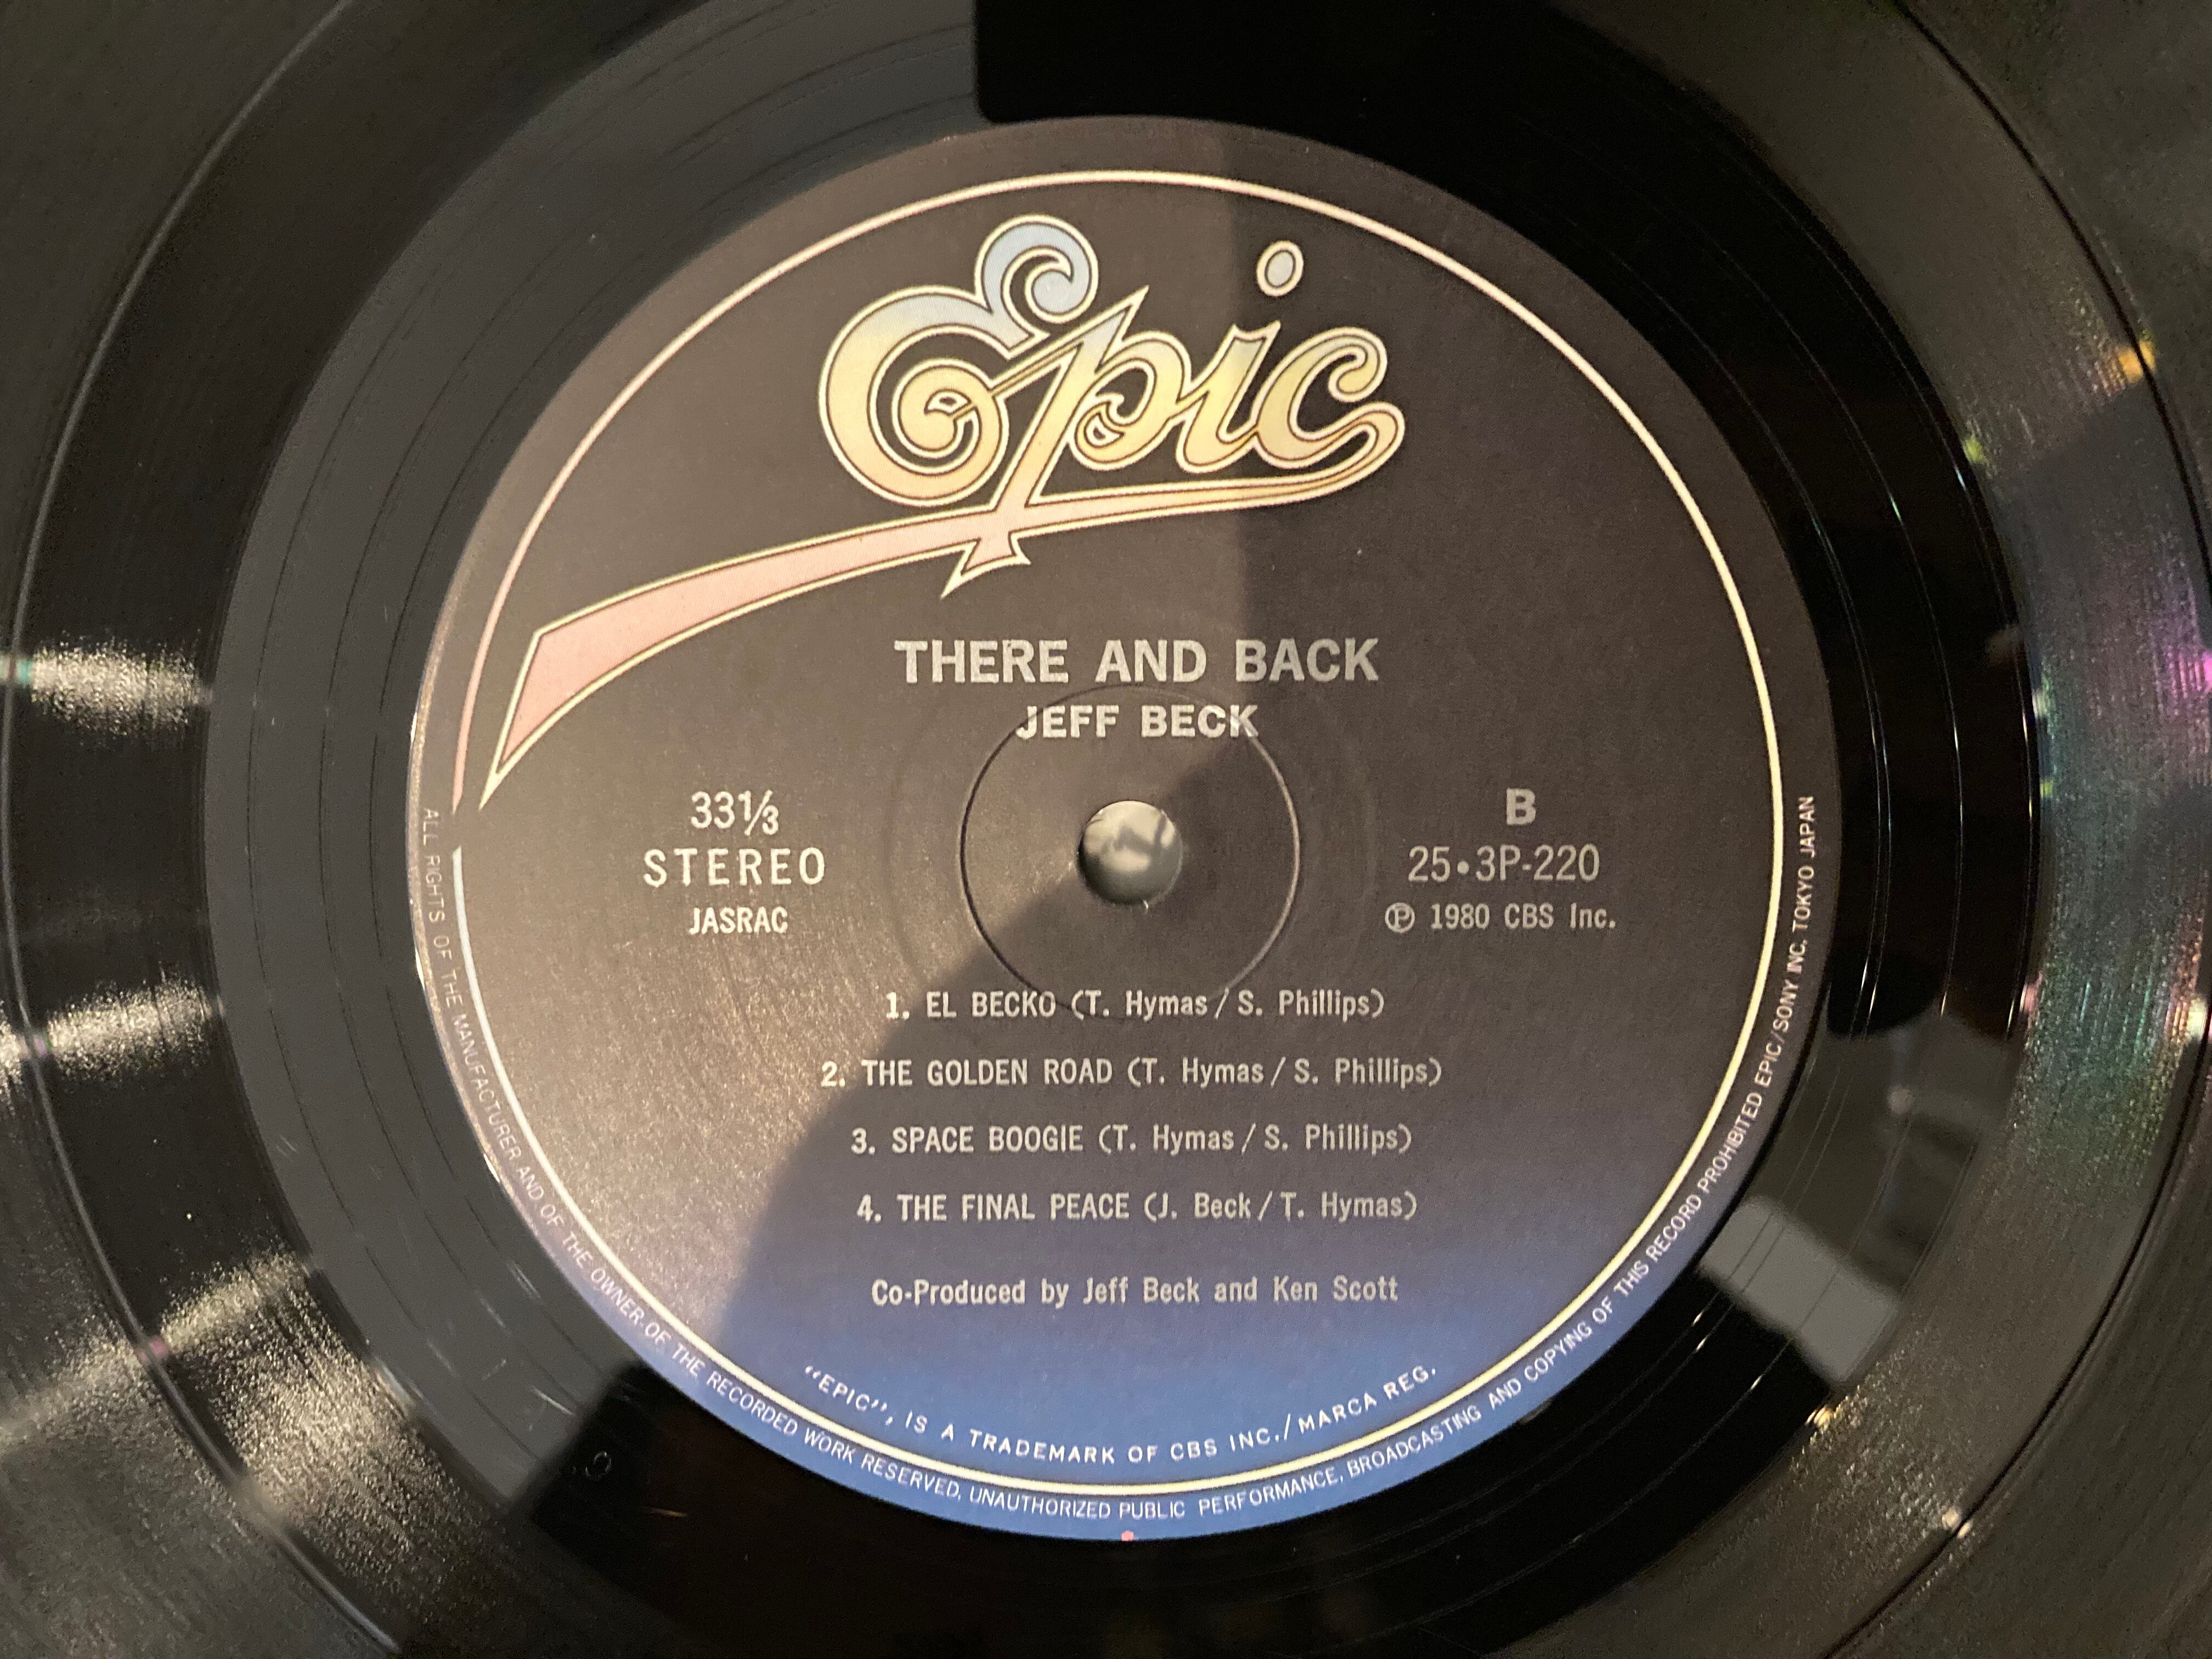 Epic
THERE AND BACK
JEFF BECK
33⅓
STEREO
JASRAC
B
25•3P-220
Ⓟ 1980 CBS Inc.
1. EL BECKO (T. Hymas / S. Phillips)
2. THE GOLDEN ROAD (T. Hymas / S. Phillips)
3. SPACE BOOGIE (T. Hymas / S. Phillips)
4. THE FINAL PEACE (J. Beck / T. Hymas)
Co-Produced by Jeff Beck and Ken Scott
"EPIC", IS A TRADEMARK OF CBS INC./MARCA REG.
ALL RIGHTS OF THE MANUFACTURER AND OF THE OWNER OF THE RECORDED WORK RESERVED. UNAUTHORIZED PUBLIC PERFORMANCE, BROADCASTING AND COPYING OF THIS RECORD PROHIBITED EPIC/SONY INC. TOKYO JAPAN